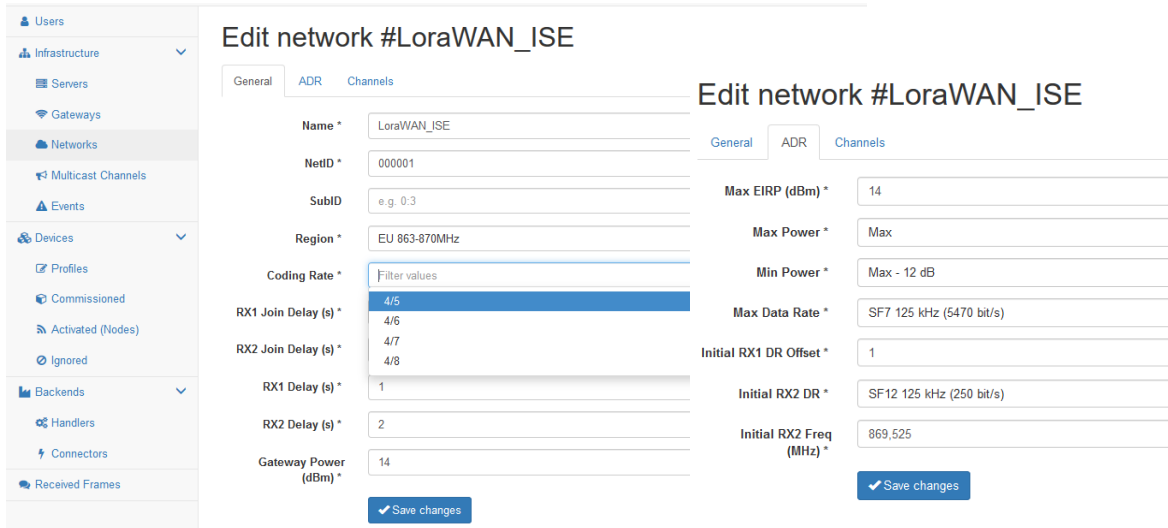 Users
Infrastructure
Servers
Gateways
Networks
Multicast Channels
Events
Devices
Profiles
Commissioned
Activated (Nodes)
Ignored
Backends
Handlers
Connectors
Received Frames
Edit network #LoraWAN_ISE
General ADR Channels
Name * LoraWAN_ISE
NetID * 000001
SubID e.g. 0:3
Region * EU 863-870MHz
Coding Rate * Filter values
4/5
RX1 Join Delay (s) *
4/6
4/7
RX2 Join Delay (s) *
4/8
RX1 Delay (s) * 1
RX2 Delay (s) * 2
Gateway Power
(dBm) *
14
Save changes
Edit network #LoraWAN_ISE
General ADR Channels
Max EIRP (dBm) * 14
Max Power * Max
Min Power * Max - 12 dB
Max Data Rate * SF7 125 kHz (5470 bit/s)
Initial RX1 DR Offset * 1
Initial RX2 DR * SF12 125 kHz (250 bit/s)
Initial RX2 Freq
(MHz) *
869,525
Save changes